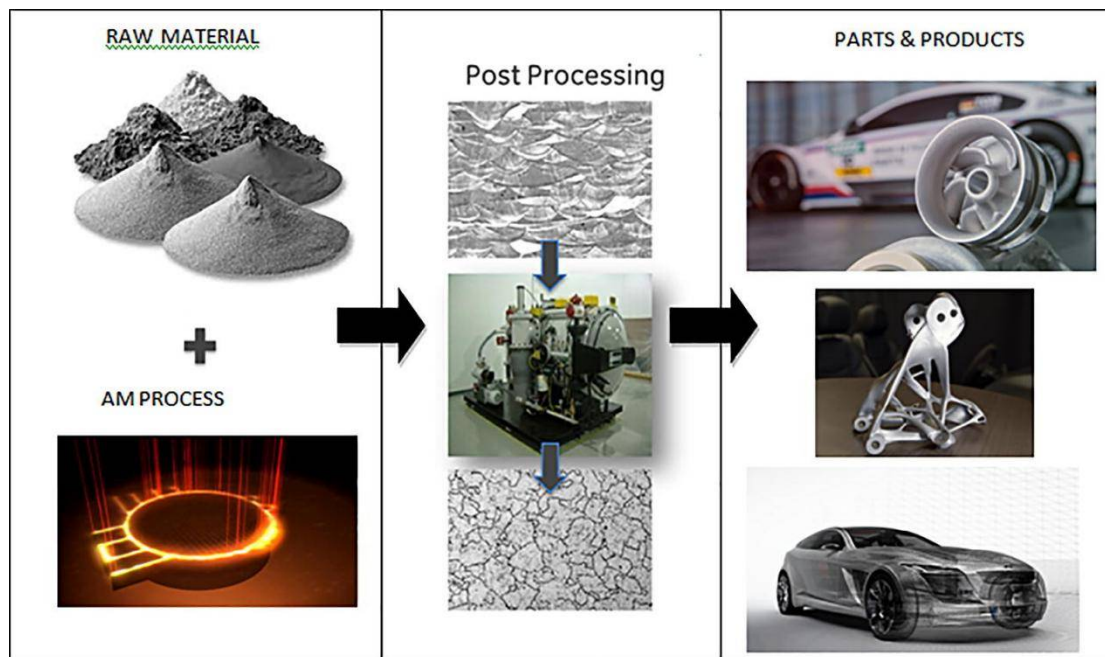 RAW MATERIAL
AM PROCESS
Post Processing
PARTS & PRODUCTS